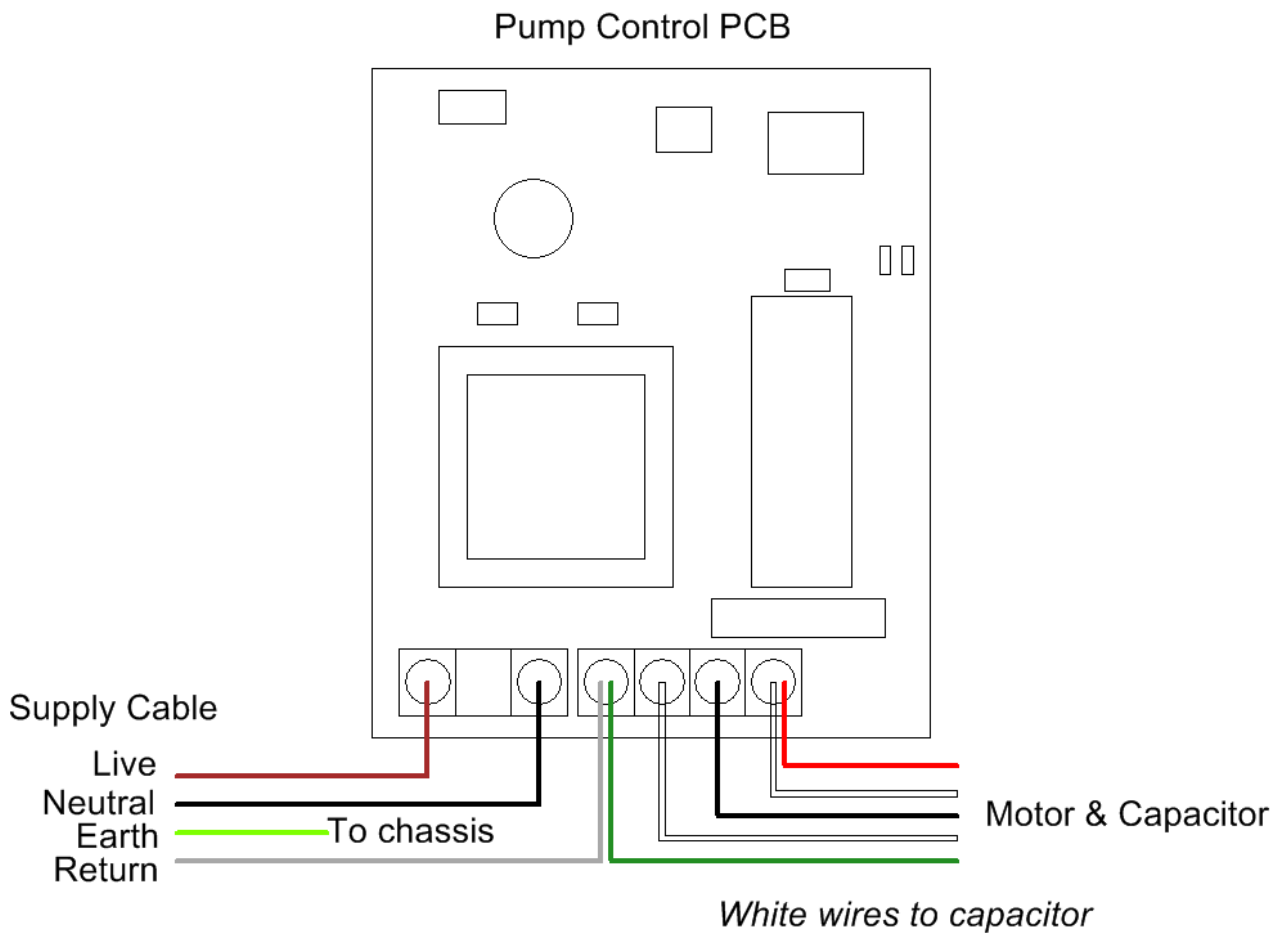 Pump Control PCB
Supply Cable
Live
Neutral
Earth
To chassis
Return
Motor & Capacitor
White wires to capacitor